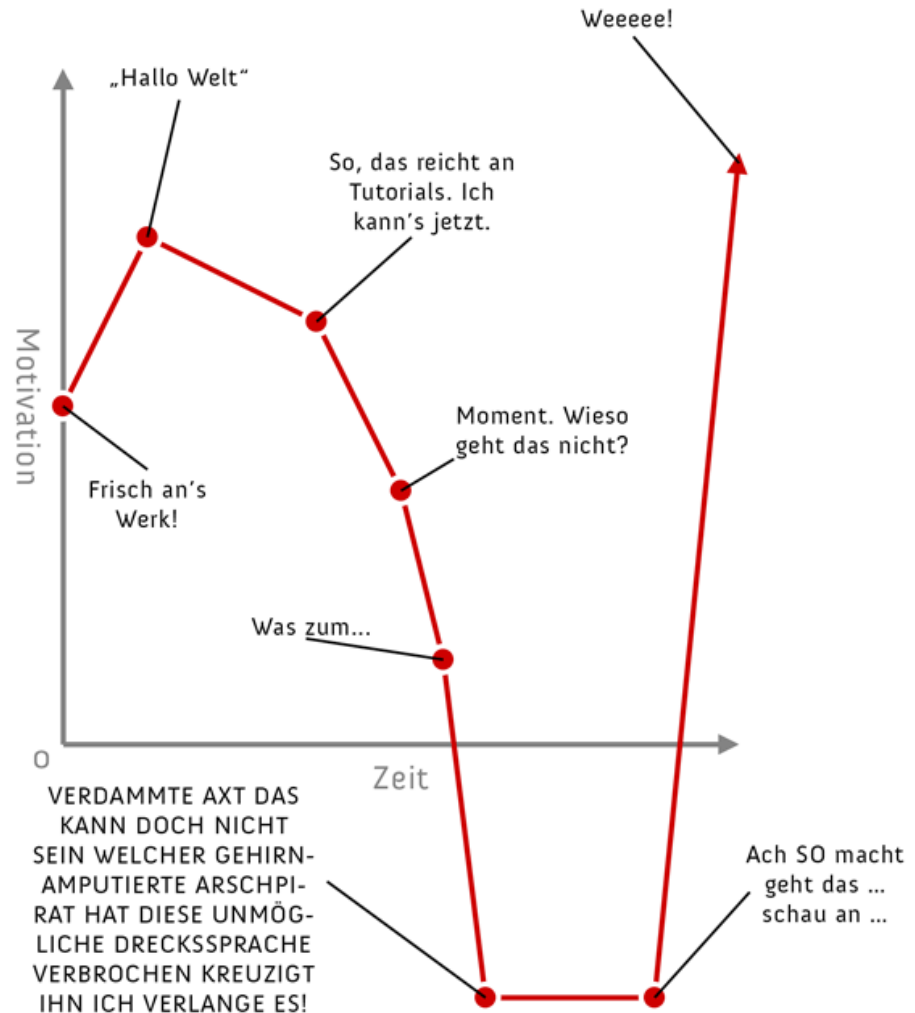 Weeeee!
„Hallo Welt“
So, das reicht an
Tutorials. Ich
kann's jetzt.
Motivation
Moment. Wieso
geht das nicht?
Frisch an's
Werk!
Was zum...
0
Zeit
VERDAMMTE AXT DAS
KANN DOCH NICHT
SEIN WELCHER GEHIRN-
AMPUTIERTE ARSCHPI-
RAT HAT DIESE UNMÖG-
LICHE DRECKSSPRACHE
VERBROCHEN KREUZIGT
IHN ICH VERLANGE ES!
Ach SO macht
geht das ...
schau an ...